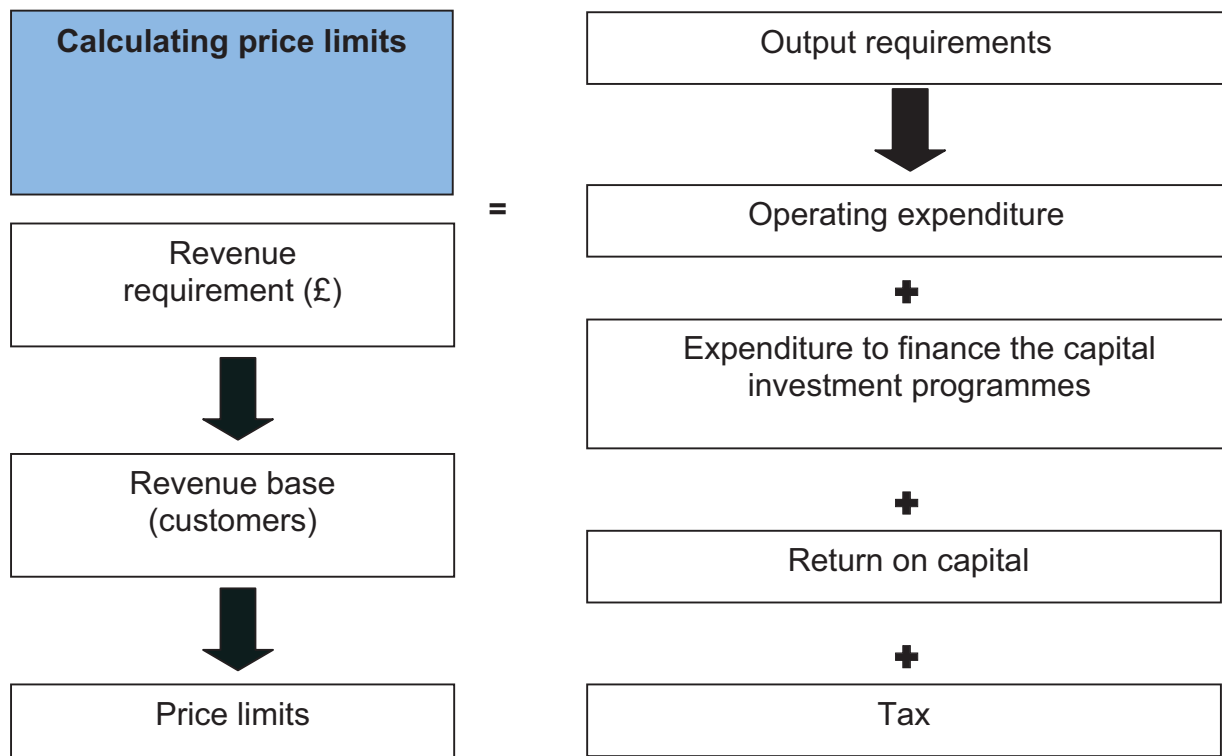 Calculating price limits
Revenue
requirement (£)
Revenue base
(customers)
Price limits
=
Output requirements
Operating expenditure
+
Expenditure to finance the capital
investment programmes
+
Return on capital
+
Tax